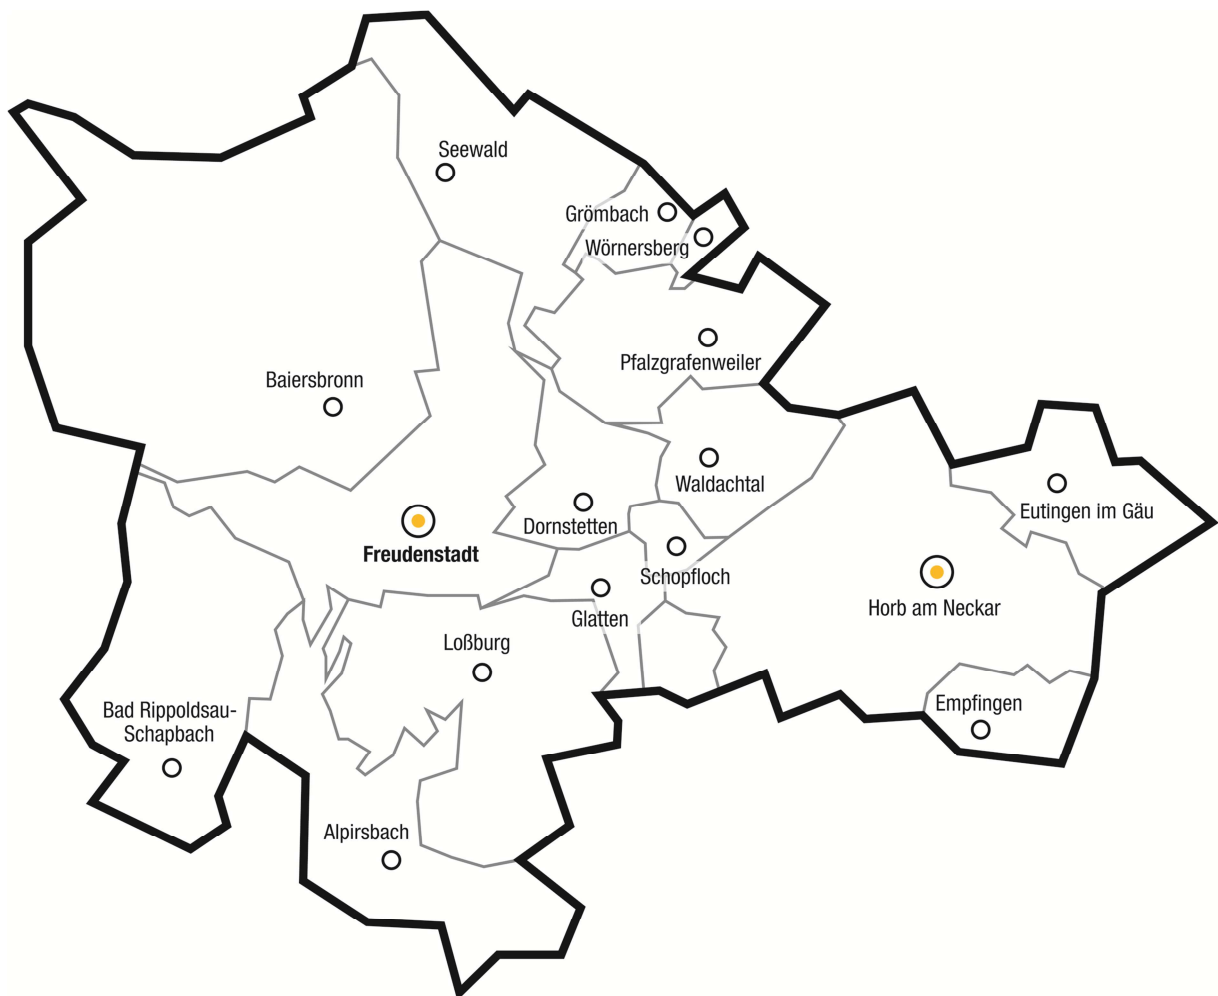 Seewald
Grömbach
Wörnersberg
Pfalzgrafenweiler
Baiersbronn
Waldachtal
Eutingen im Gäu
Dornstetten
Freudenstadt
Schopfloch
Horb am Neckar
Glatten
Loßburg
Empfingen
Bad Rippoldsau-
Schapbach
Alpirsbach